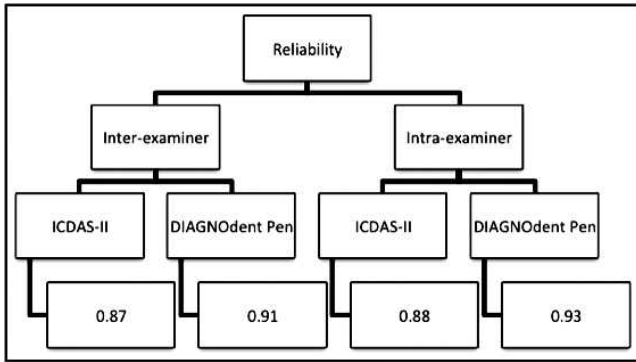 Reliability
Inter-examiner
Intra-examiner
ICDAS-II
DIAGNOdent Pen
ICDAS-II
DIAGNOdent Pen
0.87
0.91
0.88
0.93